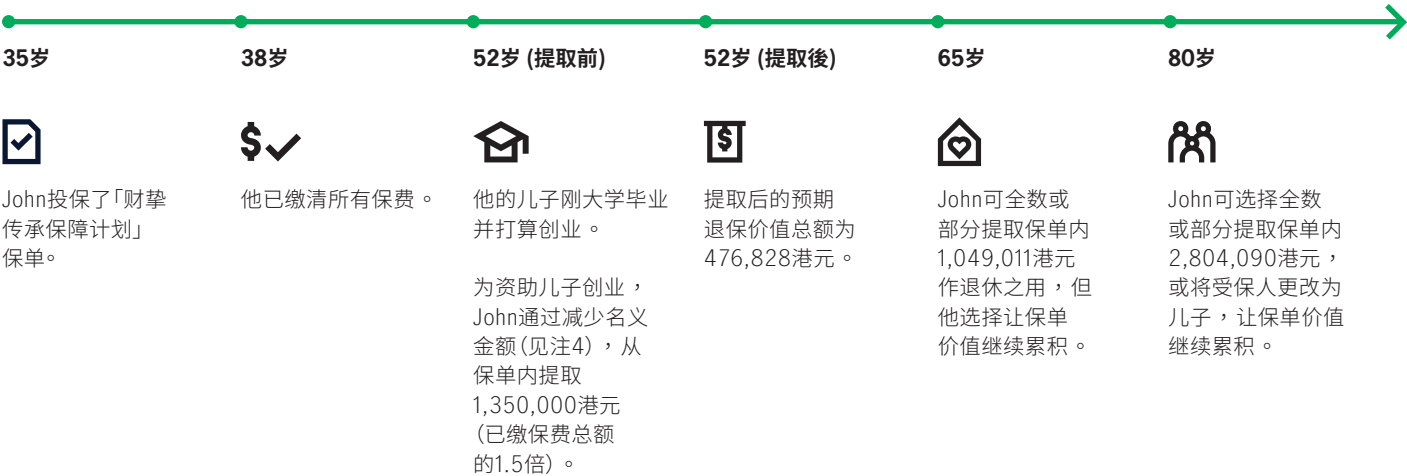 35岁
John投保了「财挚
传承保障计划」
保单。
38岁
他已缴清所有保费。
52岁 (提取前)
他的儿子刚大学毕业
并打算创业。
为资助儿子创业，
John通过减少名义
金额(见注4)，从
保单内提取
1,350,000港元
(已缴保费总额
的1.5倍)。
52岁 (提取後)
提取后的预期
退保价值总额为
476,828港元。
65岁
John可全数或
部分提取保单内
1,049,011港元
作退休之用，但
他选择让保单
价值继续累积。
80岁
John可选择全数
或部分提取保单内
2,804,090港元，
或将受保人更改为
儿子，让保单价值
继续累积。